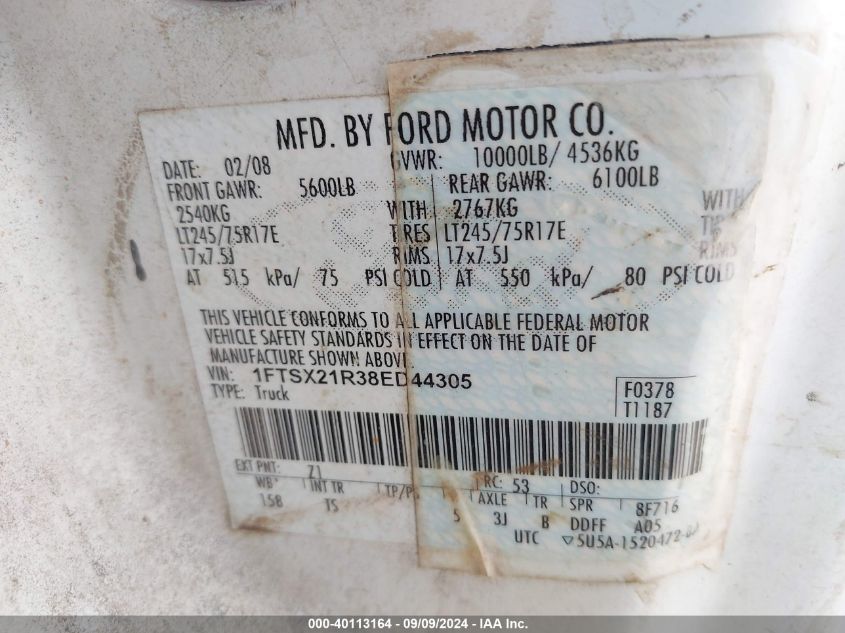 MFD. BY FORD MOTOR CO.
DATE: 02/08 GVWR: 10000LB/ 4536KG
FRONT GAWR: 5600LB REAR GAWR: 6100LB
2540KG WITH 2767KG WITH
LT245/75R17E TIRES LT245/75R17E
17x7.5J RIMS 17x7.5J RIMS
AT 515 kPa/ 75 PSI COLD AT 550 kPa/ 80 PSI COLD
THIS VEHICLE CONFORMS TO ALL APPLICABLE FEDERAL MOTOR
VEHICLE SAFETY STANDARDS IN EFFECT ON THE DATE OF
MANUFACTURE SHOWN ABOVE.
VIN: 1FTSX21R38ED44305
TYPE: Truck
F0378
T1187
EXT PNT: Z1 RC: 53 DSO:
WB INT TR TP/PS AXLE TR SPR 8F716
158 TS 5 3J B DDFF A05
UTC ▽5U5A-1520472-
000-40113164 - 09/09/2024 - IAA Inc.